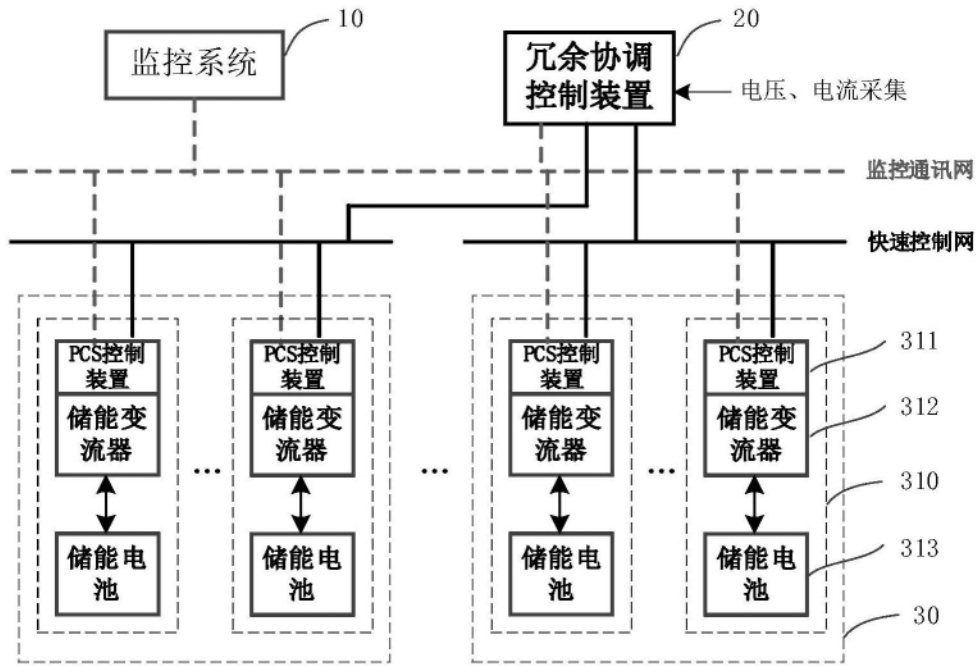 10
20
监控系统
冗余协调
控制装置
电压、电流采集
监控通讯网
快速控制网
PCS控制
装置
PCS控制
装置
PCS控制
装置
PCS控制
装置
311
储能变
流器
储能变
流器
储能变
流器
储能变
流器
312
...
...
...
310
储能电
池
储能电
池
储能电
池
储能电
池
313
30